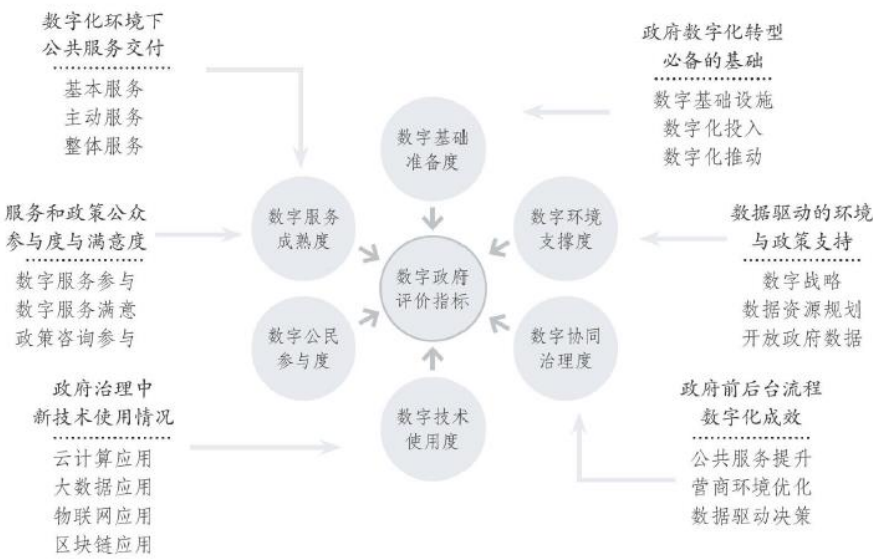 数字化环境下
公共服务交付
基本服务
主动服务
整体服务
服务和政策公众
参与度与满意度
数字服务参与
数字服务满意
政策咨询参与
政府治理中
新技术使用情况
云计算应用
大数据应用
物联网应用
区块链应用
数字基础
准备度
数字服务
成熟度
数字环境
支撑度
数字政府
评价指标
数字公民
参与度
数字协同
治理度
数字技术
使用度
政府数字化转型
必备的基础
数字基础设施
数字化投入
数字化推动
数据驱动的环境
与政策支持
数字战略
数据资源规划
开放政府数据
政府前后台流程
数字化成效
公共服务提升
营商环境优化
数据驱动决策